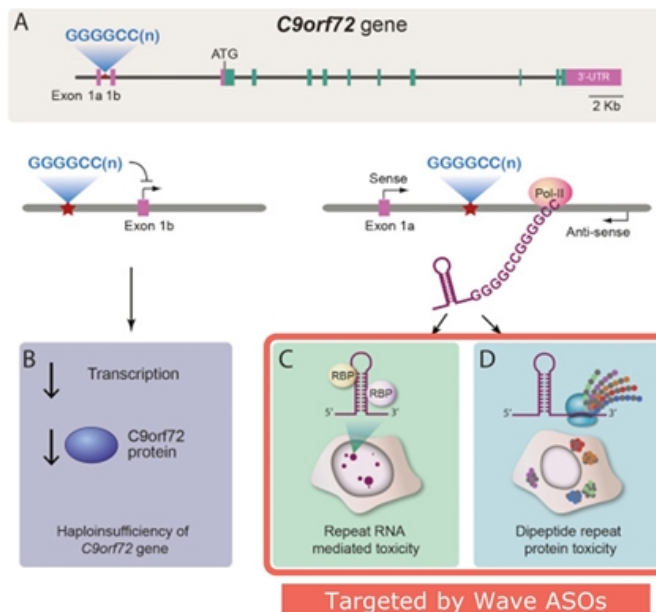 A
C9orf72 gene
GGGGCC(n)
ATG
3'-UTR
Exon 1a 1b
2 Kb
GGGGCC(n)
Exon 1b
Sense
GGGGCC(n)
Pol-II
Exon 1a
Anti-sense
GGGGCCGGGGCC
B
Transcription
C9orf72
protein
Haploinsufficiency of
C9orf72 gene
C
RBP
RBP
5'
3'
Repeat RNA
mediated toxicity
D
5'
3'
Dipeptide repeat
protein toxicity
Targeted by Wave ASOs